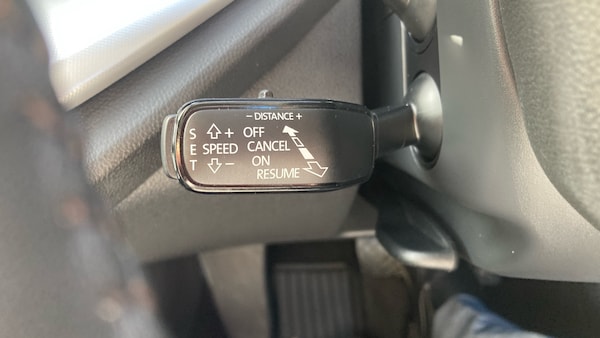 - DISTANCE +
S ⇧ + OFF
E SPEED CANCEL
T ⇩ - ON
RESUME